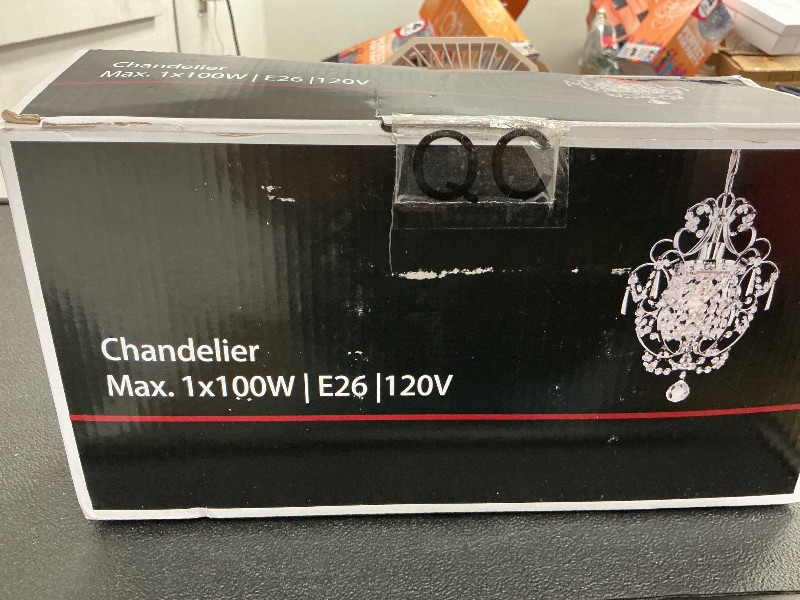 Chandelier
Max. 1x100W | E26 |120V
QC
Chandelier
Max. 1x100W | E26 |120V